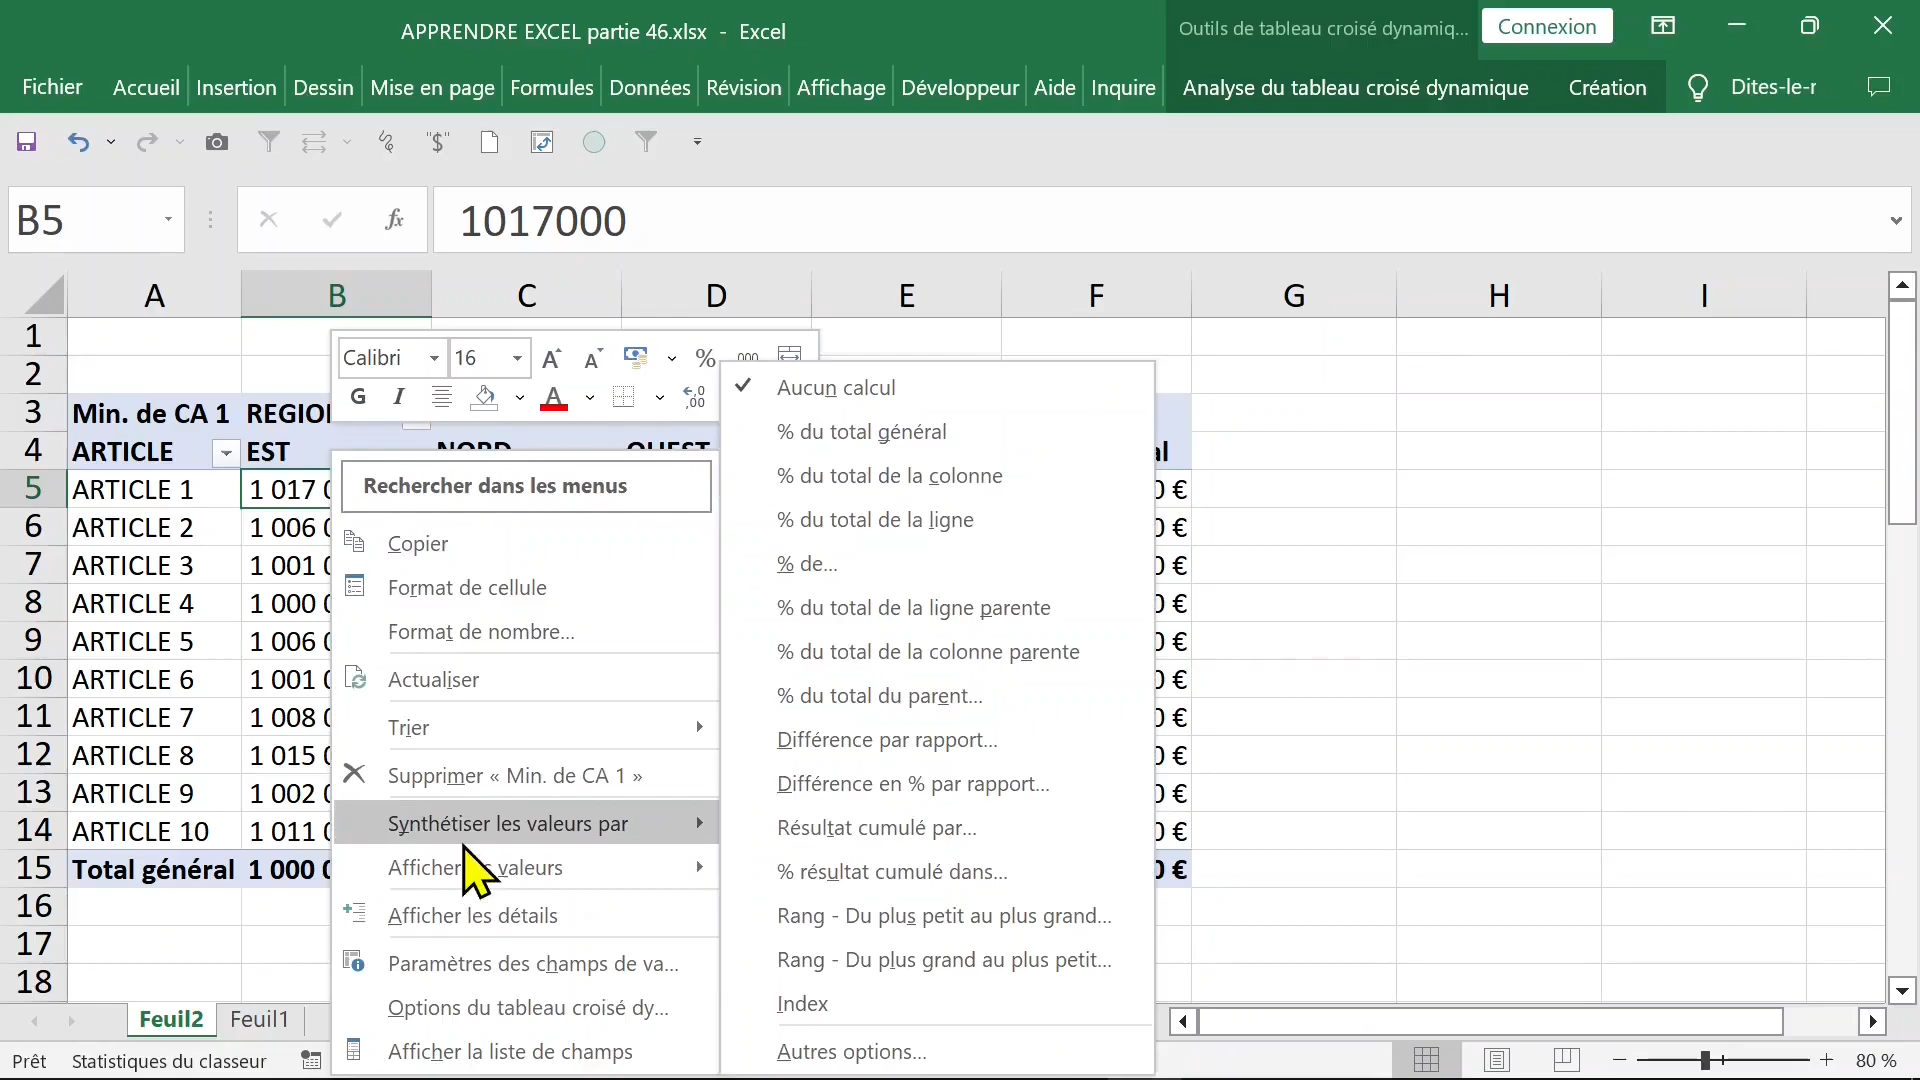 APPRENDRE EXCEL partie 46.xlsx - Excel
Outils de tableau croisé dynamiq...
Connexion
Fichier Accueil Insertion Dessin Mise en page Formules Données Révision Affichage Développeur Aide Inquire Analyse du tableau croisé dynamique Création Dites-le-r
"$"
B5 fx 1017000
A B C D E F G H I
1
2
Calibri 16 A A % 000
G I A
3 Min. de CA 1 REGIO
4 ARTICLE EST NORD OUEST al
5 ARTICLE 1 1 017 0 €
6 ARTICLE 2 1 006 0 €
7 ARTICLE 3 1 001 0 €
8 ARTICLE 4 1 000 0 €
9 ARTICLE 5 1 006 0 €
10 ARTICLE 6 1 001 0 €
11 ARTICLE 7 1 008 0 €
12 ARTICLE 8 1 015 0 €
13 ARTICLE 9 1 002 0 €
14 ARTICLE 10 1 011 0 €
15 Total général 1 000 0 €
16
17
18
Rechercher dans les menus
Copier
Format de cellule
Format de nombre...
Actualiser
Trier
Supprimer « Min. de CA 1 »
Synthétiser les valeurs par
Afficher valeurs
Afficher les détails
Paramètres des champs de va...
Options du tableau croisé dy...
Afficher la liste de champs
Aucun calcul
% du total général
% du total de la colonne
% du total de la ligne
% de...
% du total de la ligne parente
% du total de la colonne parente
% du total du parent...
Différence par rapport...
Différence en % par rapport...
Résultat cumulé par...
% résultat cumulé dans...
Rang - Du plus petit au plus grand...
Rang - Du plus grand au plus petit...
Index
Autres options...
Feuil2 Feuil1
Prêt Statistiques du classeur 80 %